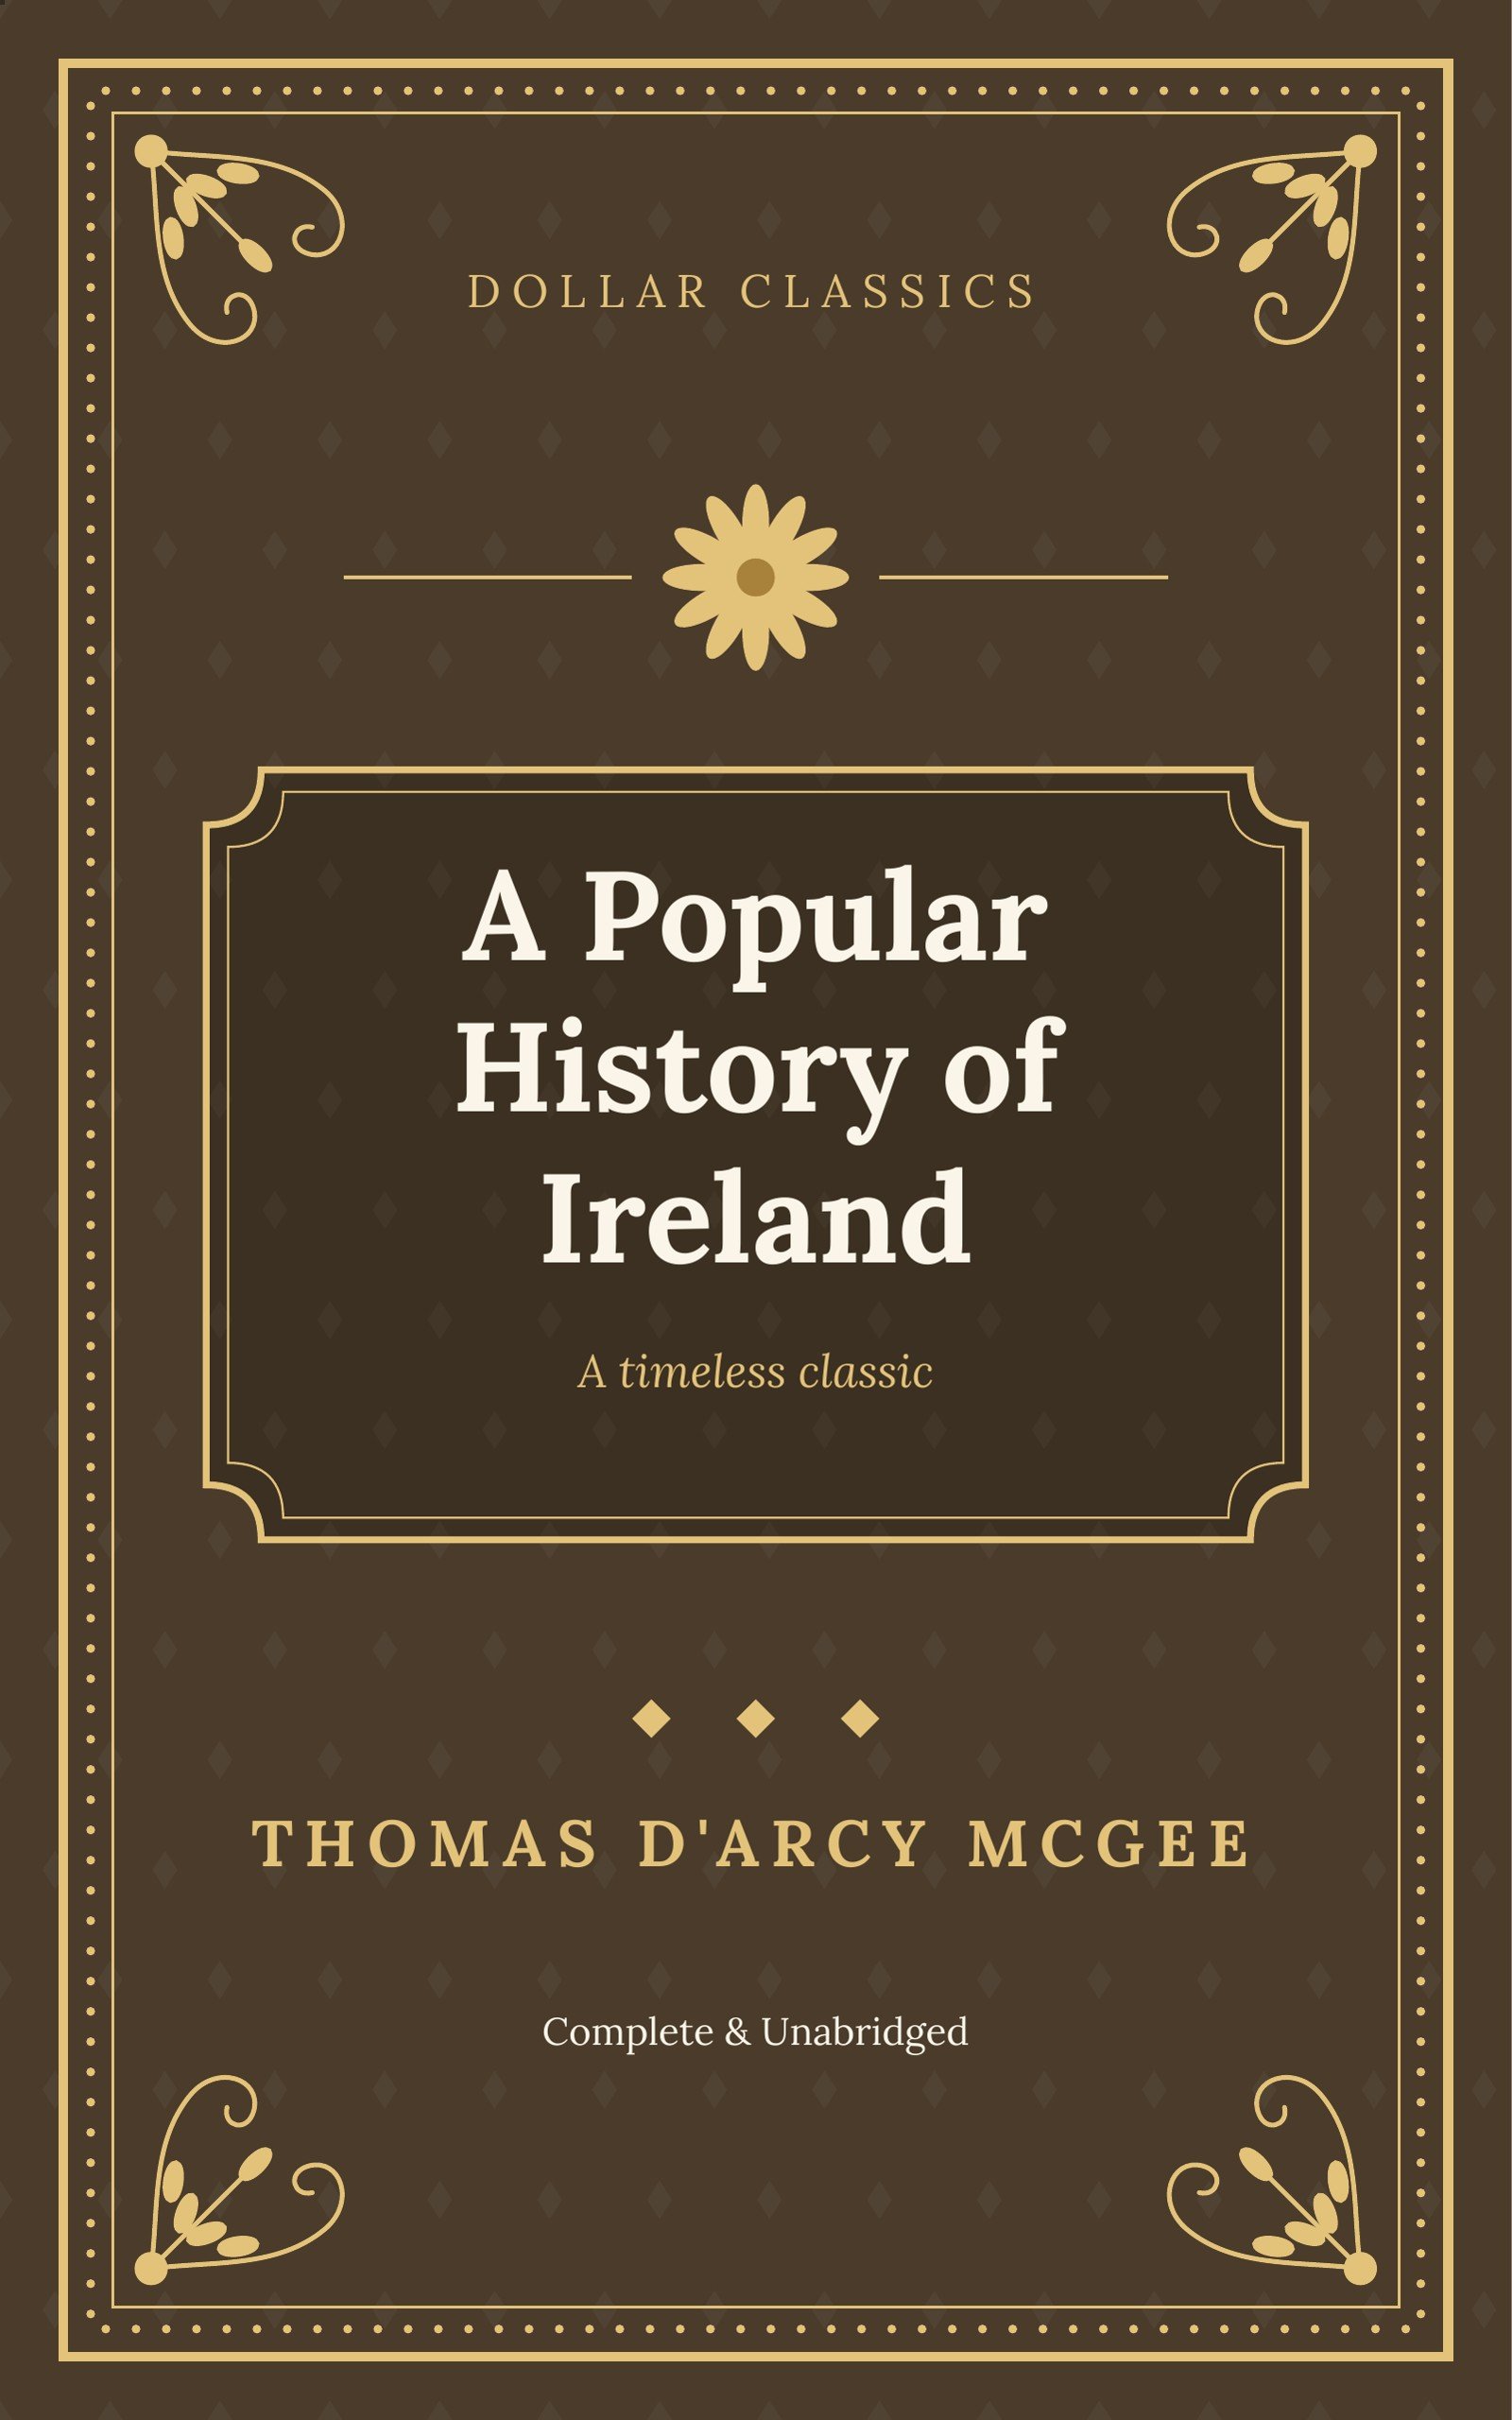 DOLLAR CLASSICS
A Popular
History of
Ireland
A timeless classic
THOMAS D'ARCY MCGEE
Complete & Unabridged